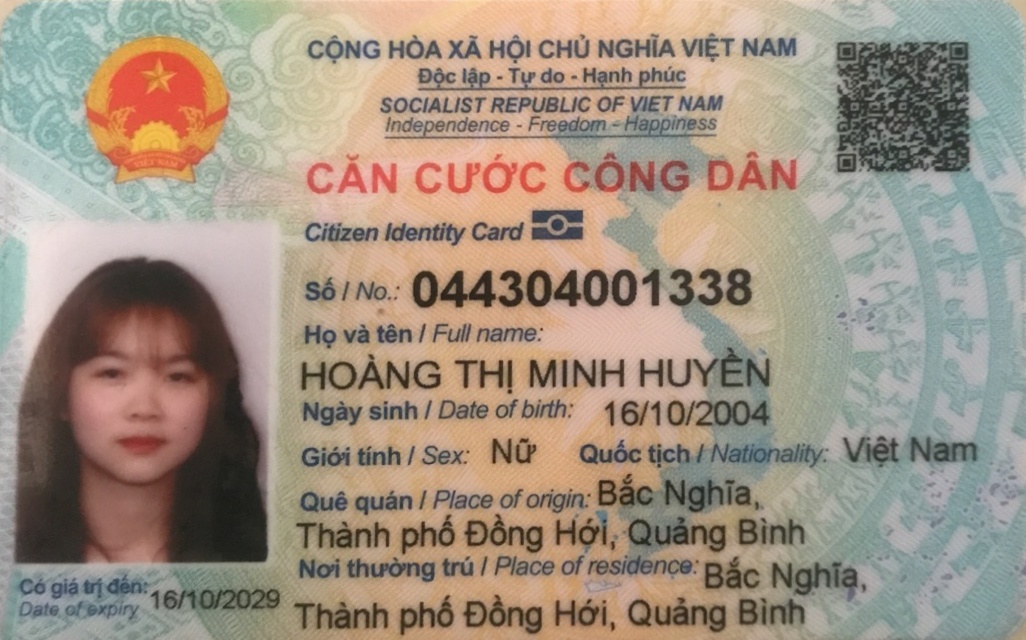 CỘNG HÒA XÃ HỘI CHỦ NGHĨA VIỆT NAM
Độc lập - Tự do - Hạnh phúc
SOCIALIST REPUBLIC OF VIET NAM
Independence - Freedom - Happiness
CĂN CƯỚC CÔNG DÂN
Citizen Identity Card
Số / No.: 044304001338
Họ và tên / Full name:
HOÀNG THỊ MINH HUYỀN
Ngày sinh / Date of birth: 16/10/2004
Giới tính / Sex: Nữ Quốc tịch / Nationality: Việt Nam
Quê quán / Place of origin: Bắc Nghĩa,
Thành phố Đồng Hới, Quảng Bình
Nơi thường trú / Place of residence: Bắc Nghĩa,
Thành phố Đồng Hới, Quảng Bình
Có giá trị đến: 16/10/2029
Date of expiry
VIỆT NAM